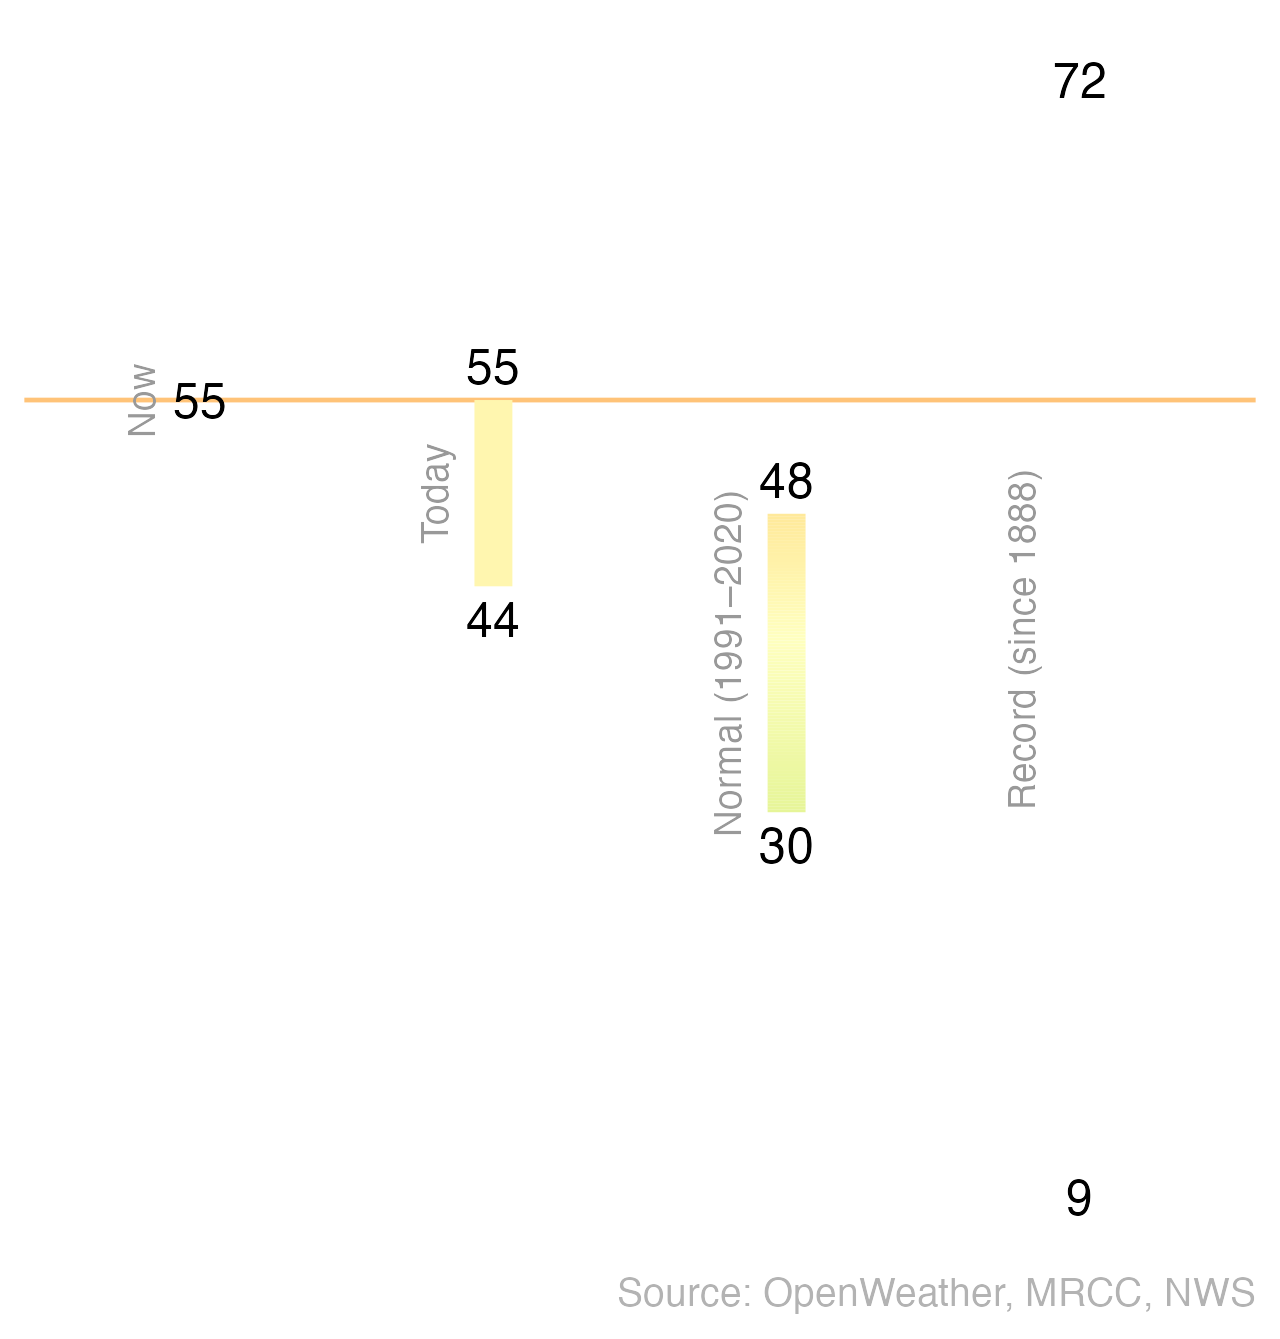 72
Now
55
55
Today
44
48
Normal (1991–2020)
30
Record (since 1888)
9
Source: OpenWeather, MRCC, NWS